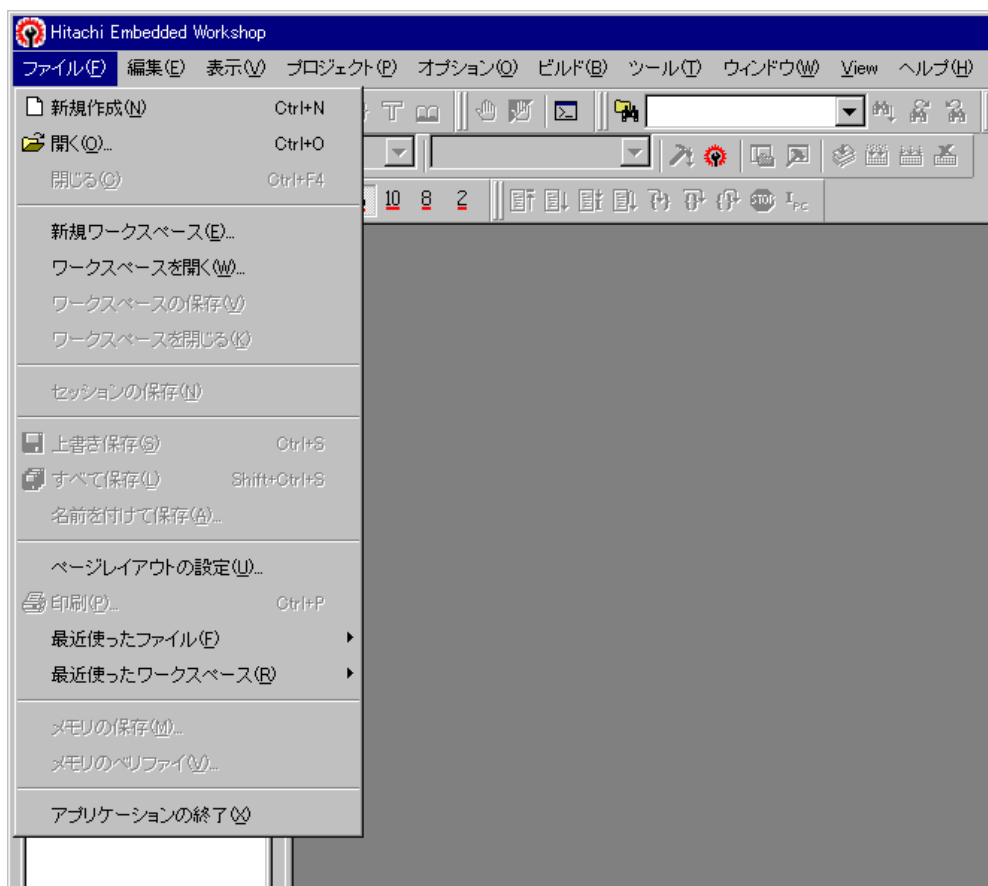 Hitachi Embedded Workshop
ファイル(F) 編集(E) 表示(V) プロジェクト(P) オプション(O) ビルド(B) ツール(T) ウィンドウ(W) View ヘルプ(H)
新規作成(N) Ctrl+N
開く(O)... Ctrl+O
閉じる(C) Ctrl+F4
10 8 2
STOP IPC
新規ワークスペース(E)...
ワークスペースを開く(W)...
ワークスペースの保存(V)
ワークスペースを閉じる(K)
セッションの保存(N)
上書き保存(S) Ctrl+S
すべて保存(L) Shift+Ctrl+S
名前を付けて保存(A)...
ページレイアウトの設定(U)...
印刷(P)... Ctrl+P
最近使ったファイル(F)
最近使ったワークスペース(R)
メモリの保存(M)...
メモリのベリファイ(V)...
アプリケーションの終了(X)